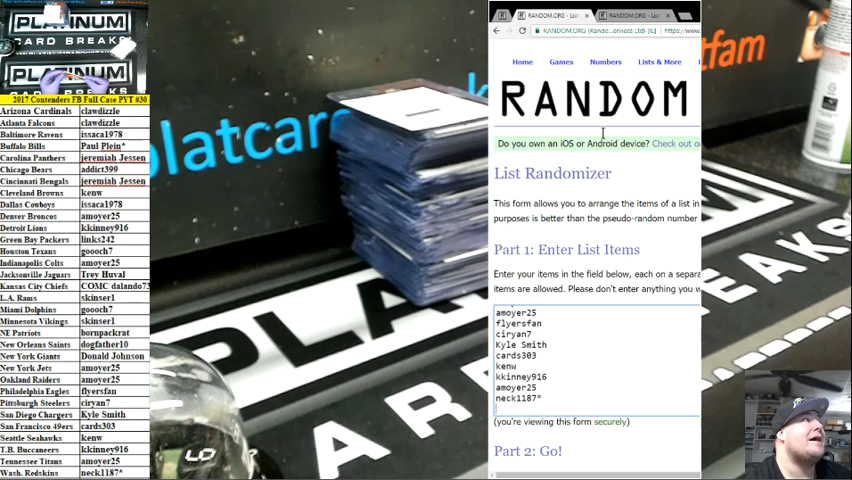 PLATINUM
CARD BREAKS
PLATINUM
CARD BREAKS
2017 Contenders FB Full Case PYT #30
Arizona Cardinals clawdizzle
Atlanta Falcons clawdizzle
Baltimore Ravens issaca1978
Buffalo Bills Paul Plein*
Carolina Panthers jeremiah Jessen
Chicago Bears addict399
Cincinnati Bengals jeremiah Jessen
Cleveland Browns kenw
Dallas Cowboys issaca1978
Denver Broncos amoyer25
Detroit Lions kkinney916
Green Bay Packers links242
Houston Texans goooch7
Indianapolis Colts amoyer25
Jacksonville Jaguars Trey Huval
Kansas City Chiefs COMC dalando73
L.A. Rams skinser1
Miami Dolphins goooch7
Minnesota Vikings skinser1
NE Patriots bornpackrat
New Orleans Saints dogfather10
New York Giants Donald Johnson
New York Jets amoyer25
Oakland Raiders amoyer25
Philadelphia Eagles flyersfan
Pittsburgh Steelers ciryan7
San Diego Chargers Kyle Smith
San Francisco 49ers cards303
Seattle Seahawks kenw
T.B. Buccaneers kkinney916
Tennessee Titans amoyer25
Wash. Redskins neck1187*
platcar
PLA
ARE
RANDOM.ORG - List
RANDOM.ORG - List
RANDOM.ORG (Rando...ervices Ltd) [IE] https://www.
Home Games Numbers Lists & More
RANDOM
Do you own an iOS or Android device? Check out o
List Randomizer
This form allows you to arrange the items of a list in
purposes is better than the pseudo-random number
Part 1: Enter List Items
Enter your items in the field below, each on a separa
items are allowed. Please don't enter anything you w
amoyer25
flyersfan
ciryan7
Kyle Smith
cards303
kenw
kkinney916
amoyer25
neck1187*
(you're viewing this form securely)
Part 2: Go!
tfam
REAKS